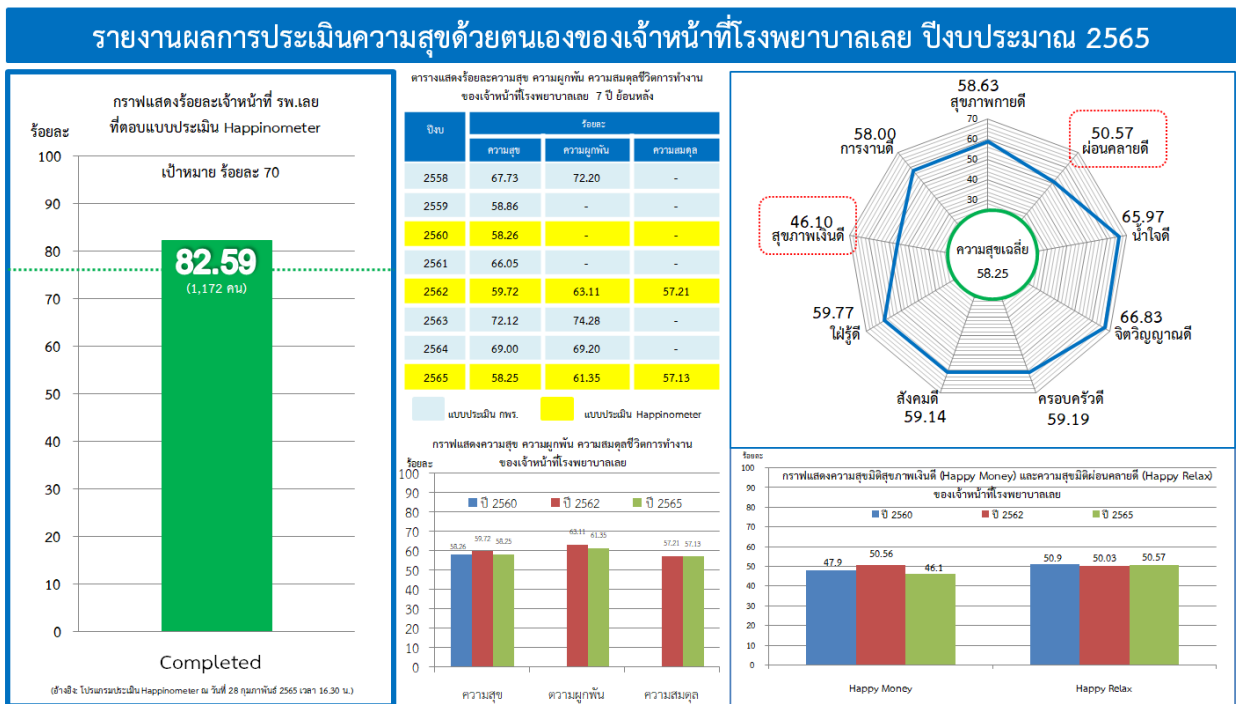 รายงานผลการประเมินความสุขด้วยตนเองของเจ้าหน้าที่โรงพยาบาลเลย ปีงบประมาณ 2565
กราฟแสดงร้อยละเจ้าหน้าที่ รพ.เลย
ที่ตอบแบบประเมิน Happinometer
ร้อยละ
เป้าหมาย ร้อยละ 70
100
90
80
70
60
50
40
30
20
10
0
82.59
(1,172 คน)
Completed
(อ้างอิง: โปรแกรมประเมิน Happinometer ณ วันที่ 28 กุมภาพันธ์ 2565 เวลา 16.30 น.)
ตารางแสดงร้อยละความสุข ความผูกพัน ความสมดุลชีวิตการทำงาน
ของเจ้าหน้าที่โรงพยาบาลเลย 7 ปี ย้อนหลัง
ปีงบ ร้อยละ
ความสุข ความผูกพัน ความสมดุล
2558 67.73 72.20 -
2559 58.86 - -
2560 58.26 - -
2561 66.05 - -
2562 59.72 63.11 57.21
2563 72.12 74.28 -
2564 69.00 69.20 -
2565 58.25 61.35 57.13
แบบประเมิน กพร. แบบประเมิน Happinometer
กราฟแสดงความสุข ความผูกพัน ความสมดุลชีวิตการทำงาน
ของเจ้าหน้าที่โรงพยาบาลเลย
ร้อยละ
100
90
80
70
60
50
40
30
20
10
0
ปี 2560 ปี 2562 ปี 2565
58.26 59.72 58.25 63.11 61.35 57.21 57.13
ความสุข ตวามผูกพัน ความสมดุล
58.63
สุขภาพกายดี
50.57
ผ่อนคลายดี
65.97
น้ำใจดี
66.83
จิตวิญญาณดี
ครอบครัวดี
59.19
สังคมดี
59.14
59.77
ใฝ่รู้ดี
46.10
สุขภาพเงินดี
58.00
การงานดี
70
60
50
40
30
ความสุขเฉลี่ย
58.25
ร้อยละ
กราฟแสดงความสุขมิติสุขภาพเงินดี (Happy Money) และความสุขมิติผ่อนคลายดี (Happy Relax)
ของเจ้าหน้าที่โรงพยาบาลเลย
ปี 2560 ปี 2562 ปี 2565
100
90
80
70
60
50
40
30
20
10
0
47.9 50.56 46.1 50.9 50.03 50.57
Happy Money Happy Relax